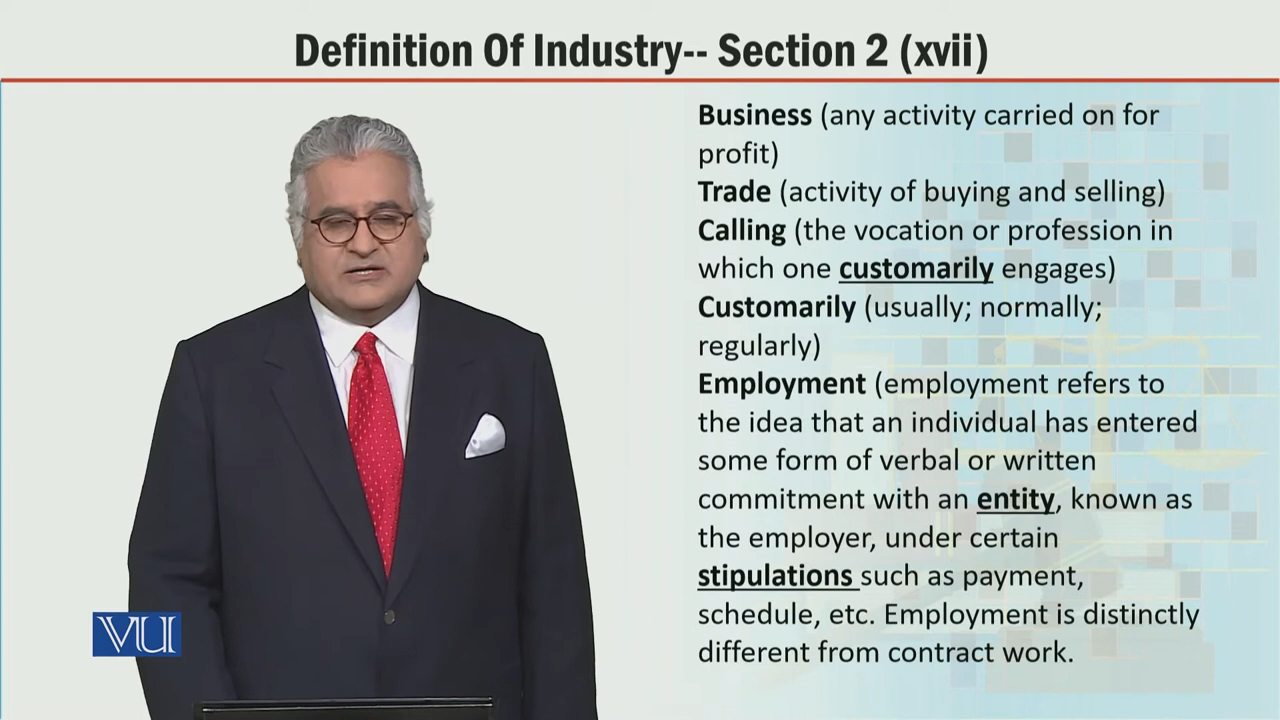 Definition Of Industry-- Section 2 (xvii)
Business (any activity carried on for
profit)
Trade (activity of buying and selling)
Calling (the vocation or profession in
which one customarily engages)
Customarily (usually; normally;
regularly)
Employment (employment refers to
the idea that an individual has entered
some form of verbal or written
commitment with an entity, known as
the employer, under certain
stipulations such as payment,
schedule, etc. Employment is distinctly
different from contract work.
VU